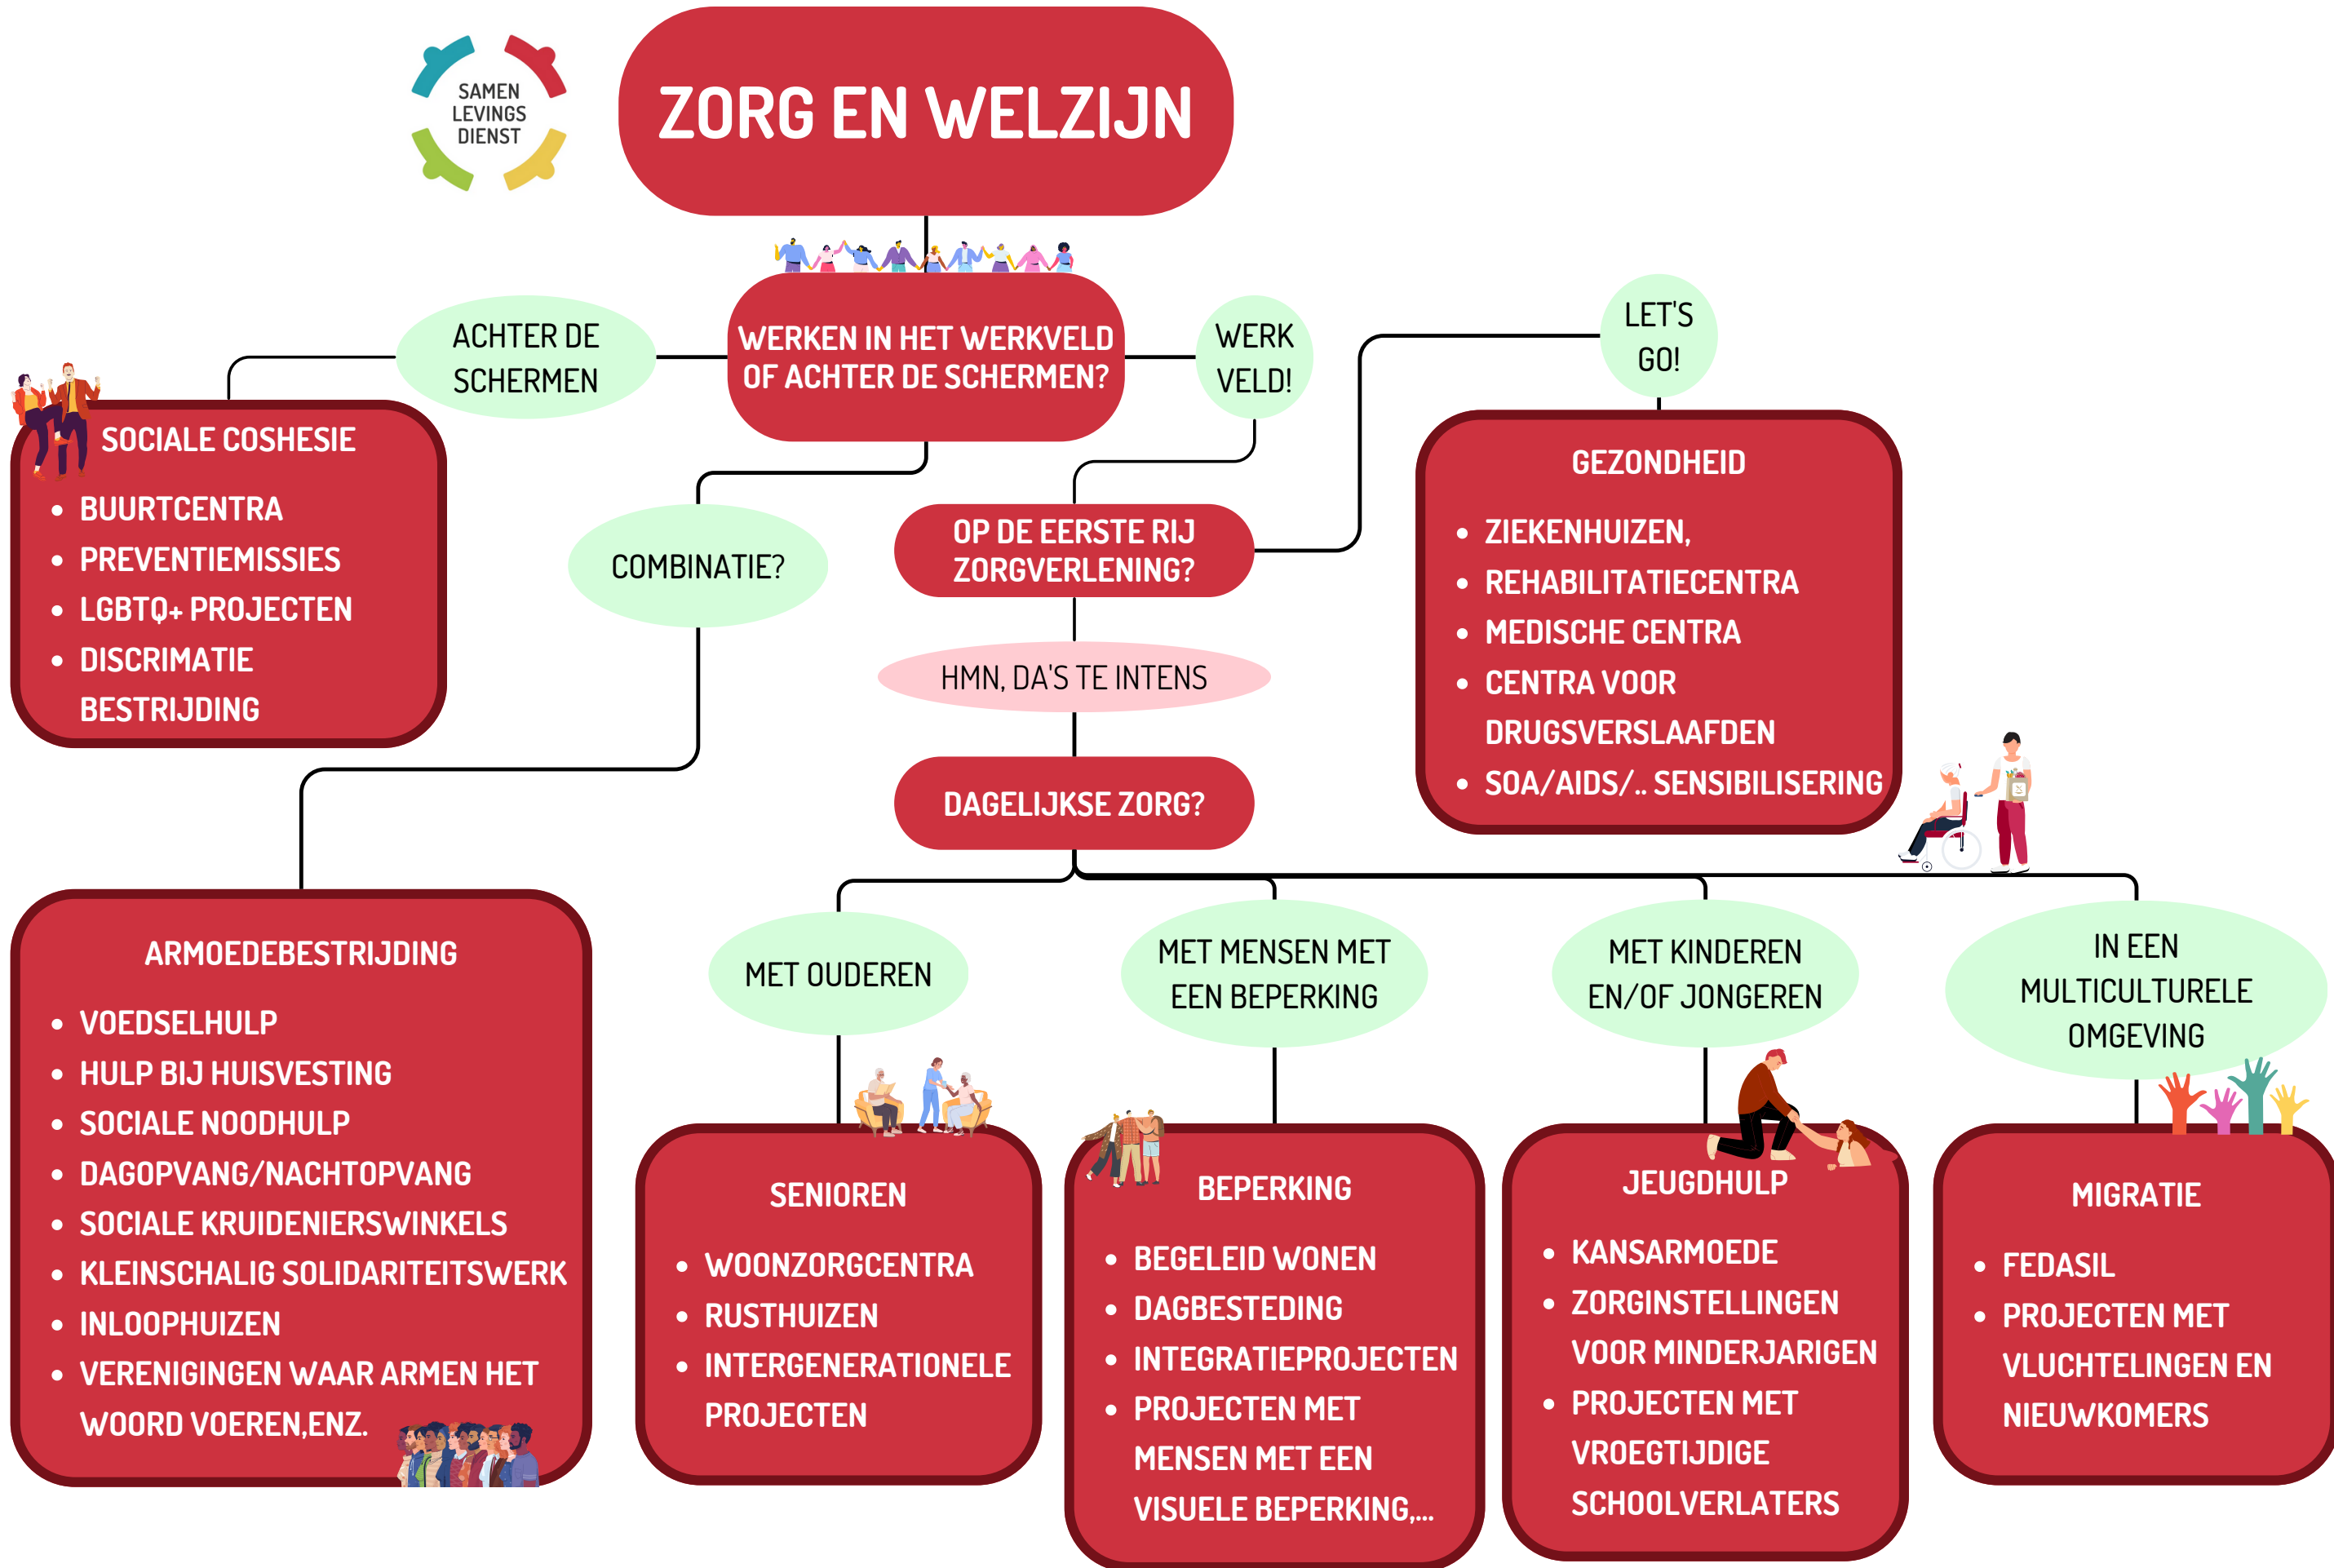 SAMEN
LEVINGS
DIENST
ZORG EN WELZIJN
WERKEN IN HET WERKVELD
OF ACHTER DE SCHERMEN?
ACHTER DE
SCHERMEN
WERK
VELD!
LET'S
GO!
SOCIALE COSHESIE
• BUURTCENTRA
• PREVENTIEMISSIES
• LGBTQ+ PROJECTEN
• DISCRIMATIE
BESTRIJDING
COMBINATIE?
OP DE EERSTE RIJ
ZORGVERLENING?
HMN, DA'S TE INTENS
DAGELIJKSE ZORG?
GEZONDHEID
• ZIEKENHUIZEN,
• REHABILITATIECENTRA
• MEDISCHE CENTRA
• CENTRA VOOR
DRUGSVERSLAAFDEN
• SOA/AIDS/.. SENSIBILISERING
ARMOEDEBESTRIJDING
• VOEDSELHULP
• HULP BIJ HUISVESTING
• SOCIALE NOODHULP
• DAGOPVANG/NACHTOPVANG
• SOCIALE KRUIDENIERSWINKELS
• KLEINSCHALIG SOLIDARITEITSWERK
• INLOOPHUIZEN
• VERENIGINGEN WAAR ARMEN HET
WOORD VOEREN,ENZ.
MET OUDEREN
SENIOREN
• WOONZORGCENTRA
• RUSTHUIZEN
• INTERGENERATIONELE
PROJECTEN
MET MENSEN MET
EEN BEPERKING
BEPERKING
• BEGELEID WONEN
• DAGBESTEDING
• INTEGRATIEPROJECTEN
• PROJECTEN MET
MENSEN MET EEN
VISUELE BEPERKING,...
MET KINDEREN
EN/OF JONGEREN
JEUGDHULP
• KANSARMOEDE
• ZORGINSTELLINGEN
VOOR MINDERJARIGEN
• PROJECTEN MET
VROEGTIJDIGE
SCHOOLVERLATERS
IN EEN
MULTICULTURELE
OMGEVING
MIGRATIE
• FEDASIL
• PROJECTEN MET
VLUCHTELINGEN EN
NIEUWKOMERS